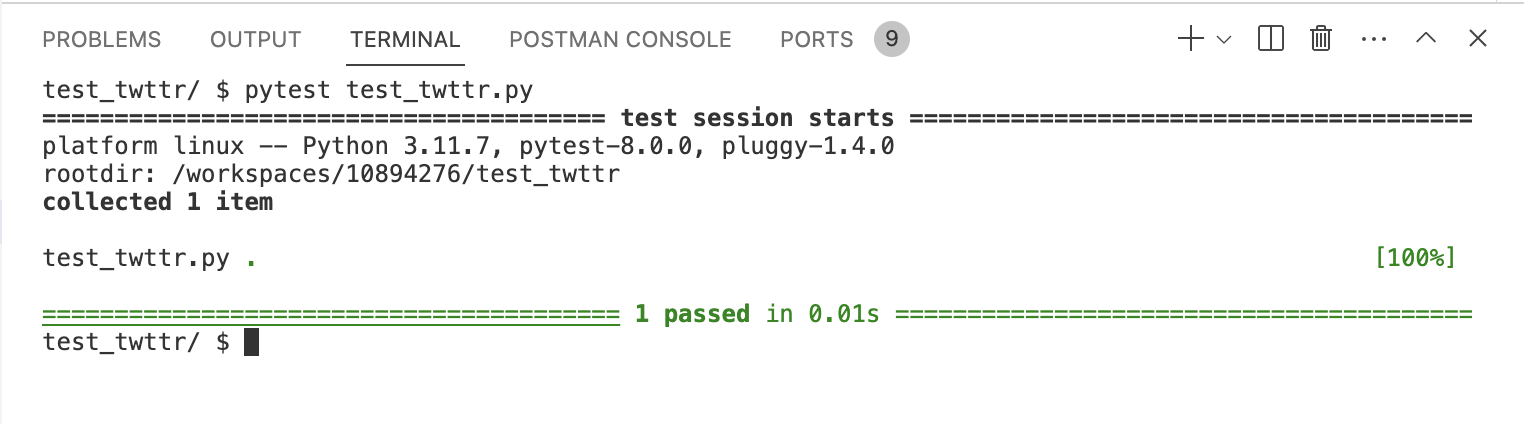 PROBLEMS OUTPUT TERMINAL POSTMAN CONSOLE PORTS 9
test_twttr/ $ pytest test_twttr.py
======================================= test session starts =======================================
platform linux -- Python 3.11.7, pytest-8.0.0, pluggy-1.4.0
rootdir: /workspaces/10894276/test_twttr
collected 1 item
test_twttr.py . [100%]
======================================== 1 passed in 0.01s ========================================
test_twttr/ $